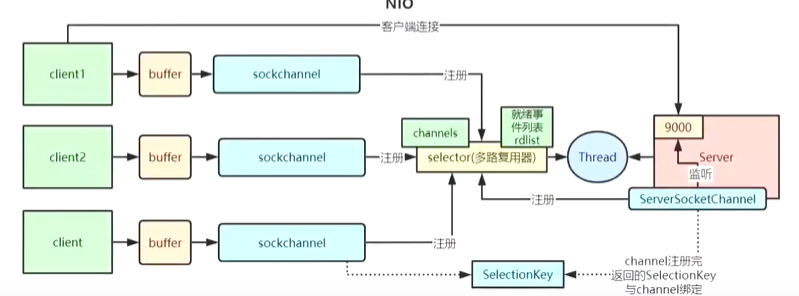 NIO
客户端连接
client1
buffer
sockchannel
注册
就绪事
件列表
rdlist
channels
9000
client2
buffer
sockchannel
注册
selector(多路复用器)
Thread
Server
监听
注册
ServerSocketChannel
client
buffer
sockchannel
注册
SelectionKey
channel注册完
返回的SelectionKey
与channel绑定